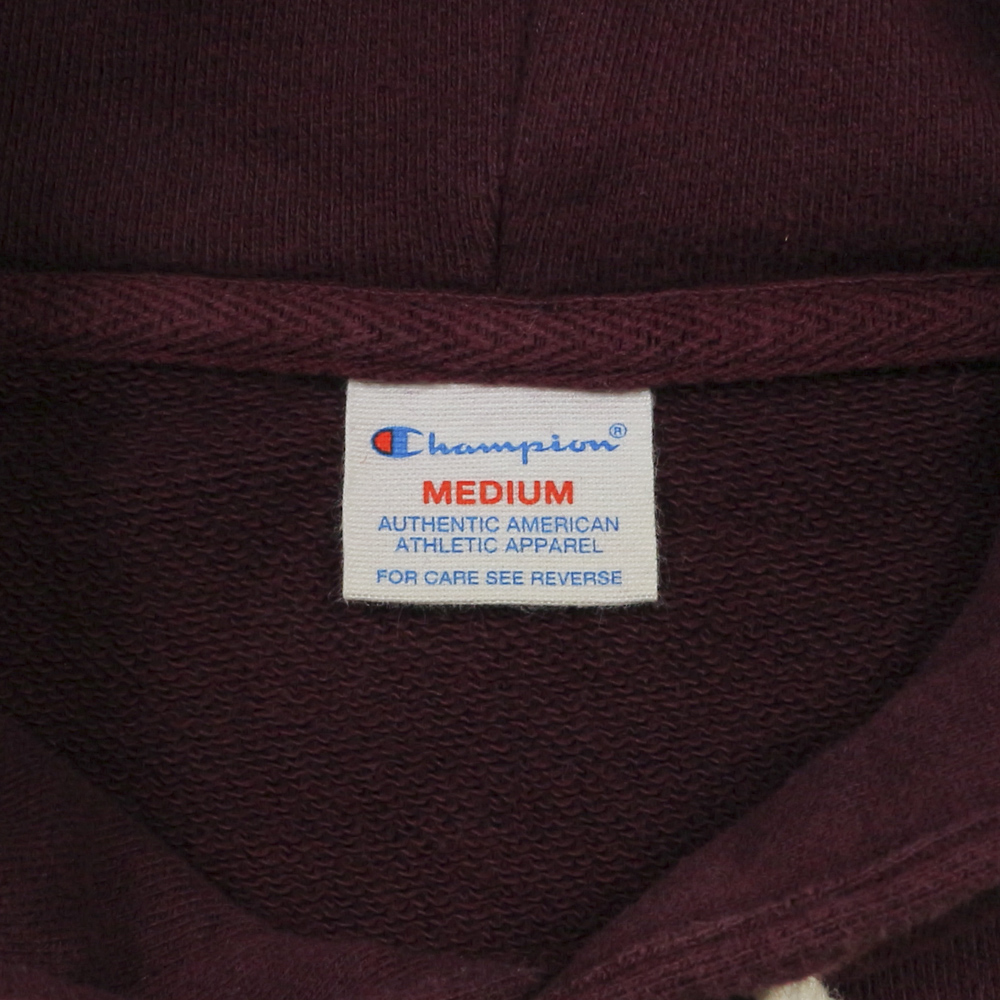 Champion®
MEDIUM
AUTHENTIC AMERICAN
ATHLETIC APPAREL
FOR CARE SEE REVERSE